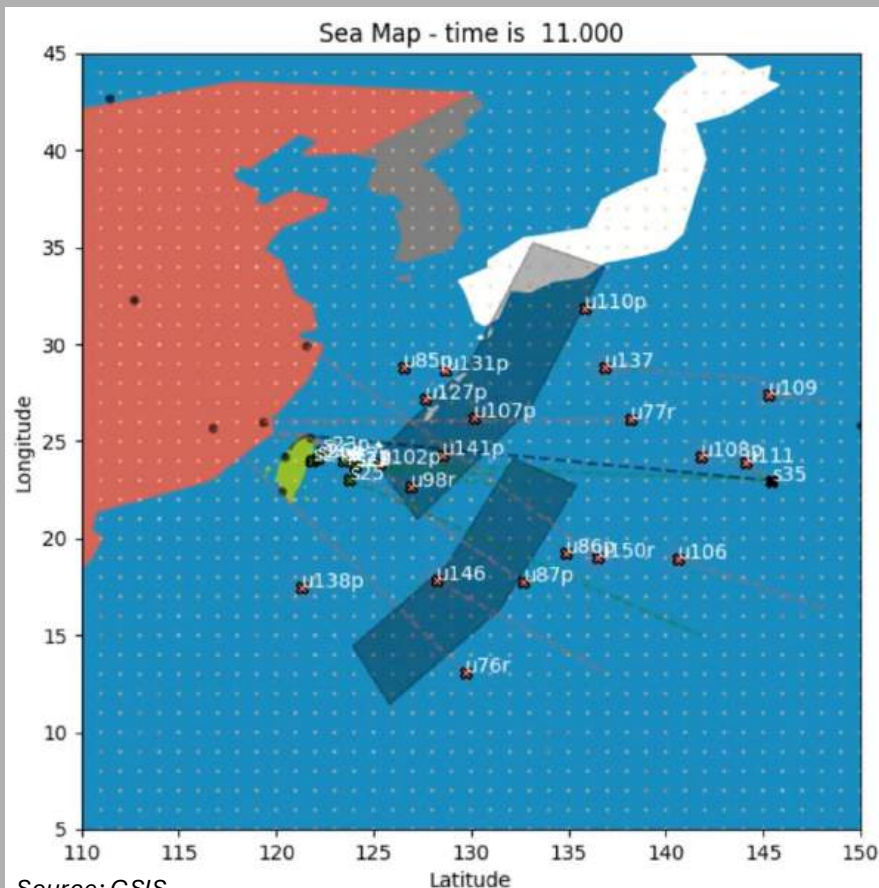 Sea Map - time is 11.000
45
40
35
30
25
20
15
10
5
Longitude
u110p
u85p
u131p
u137
u127p
u109
u107p
u77r
s23p
u141p
u108p
u111
u102p
s25
u98r
s35
u86p
u150r
u106
u138p
u146
u87p
u76r
110 115 120 125 130 135 140 145 150
Latitude
Source: CSIS